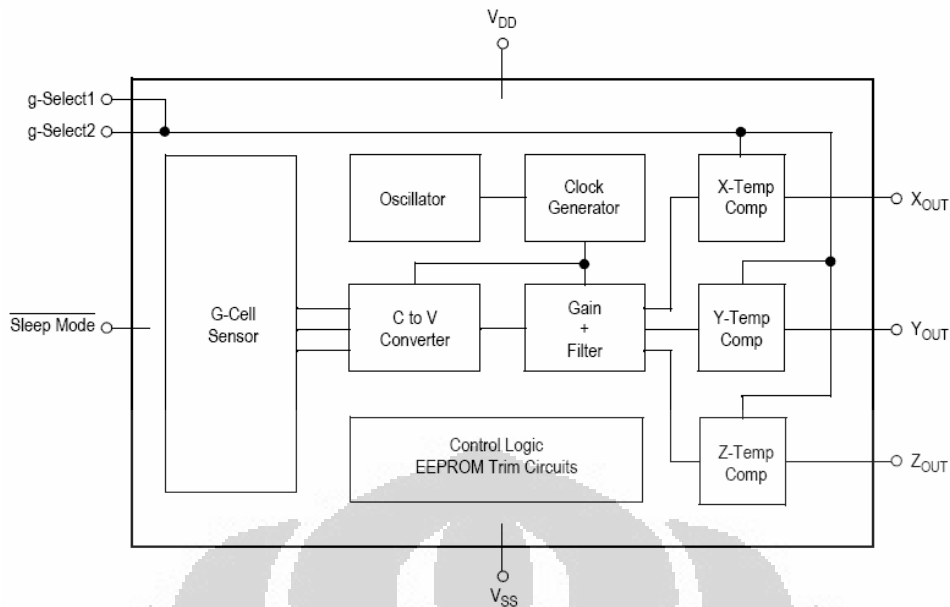 VDD
g-Select1
g-Select2
Oscillator
Clock
Generator
X-Temp
Comp
XOUT
Sleep Mode
G-Cell
Sensor
C to V
Converter
Gain
+
Filter
Y-Temp
Comp
YOUT
Control Logic
EEPROM Trim Circuits
Z-Temp
Comp
ZOUT
VSS